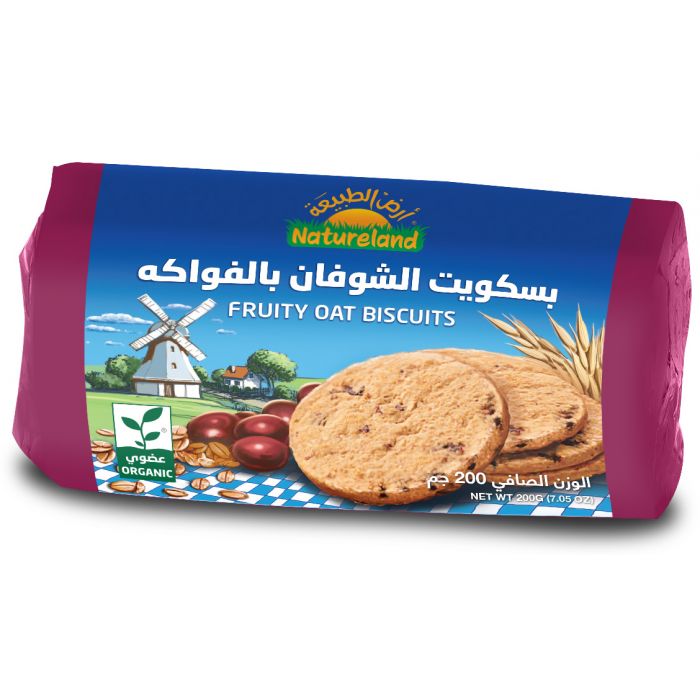 أرض الطبيعة
Natureland
بسكويت الشوفان بالفواكه
FRUITY OAT BISCUITS
عضوي
ORGANIC
®
الوزن الصافي 200 جم
NET WT 200G (7.05 OZ)